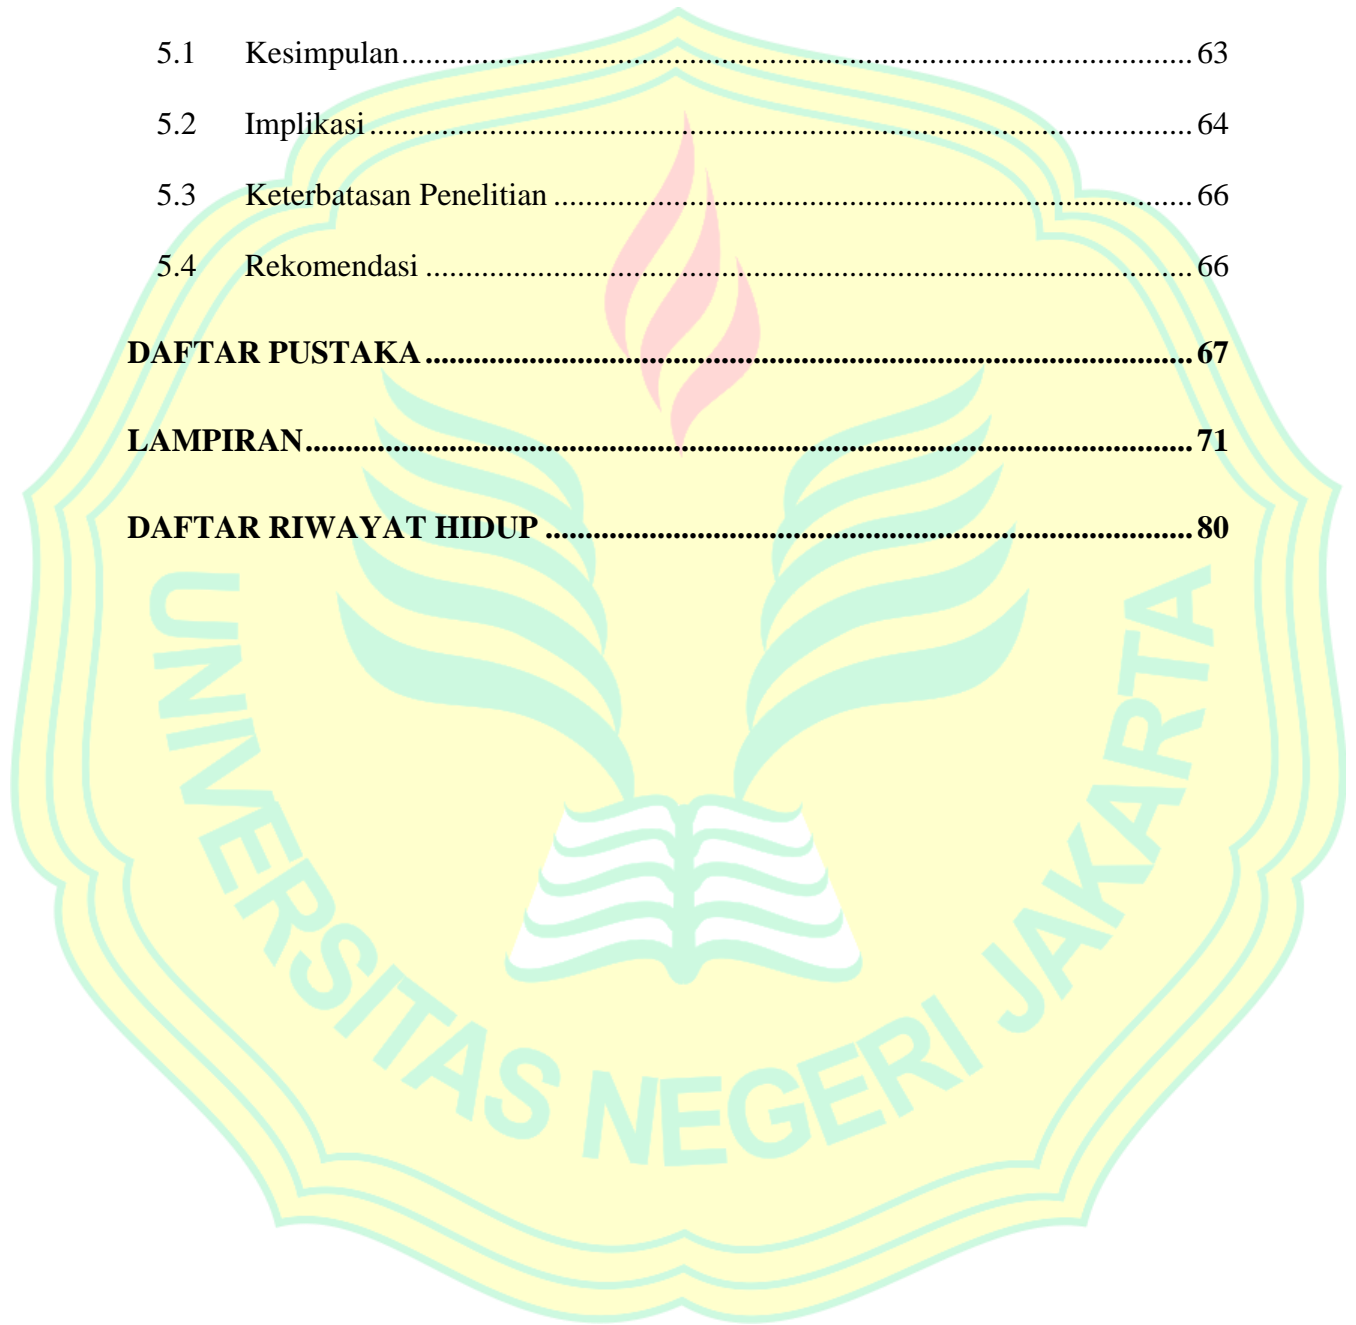 5.1 Kesimpulan................................................................................................... 63
5.2 Implikasi....................................................................................................... 64
5.3 Keterbatasan Penelitian................................................................................ 66
5.4 Rekomendasi................................................................................................ 66
DAFTAR PUSTAKA................................................................................................ 67
LAMPIRAN............................................................................................................... 71
DAFTAR RIWAYAT HIDUP................................................................................. 80
UNIVERSITAS NEGERI JAKARTA